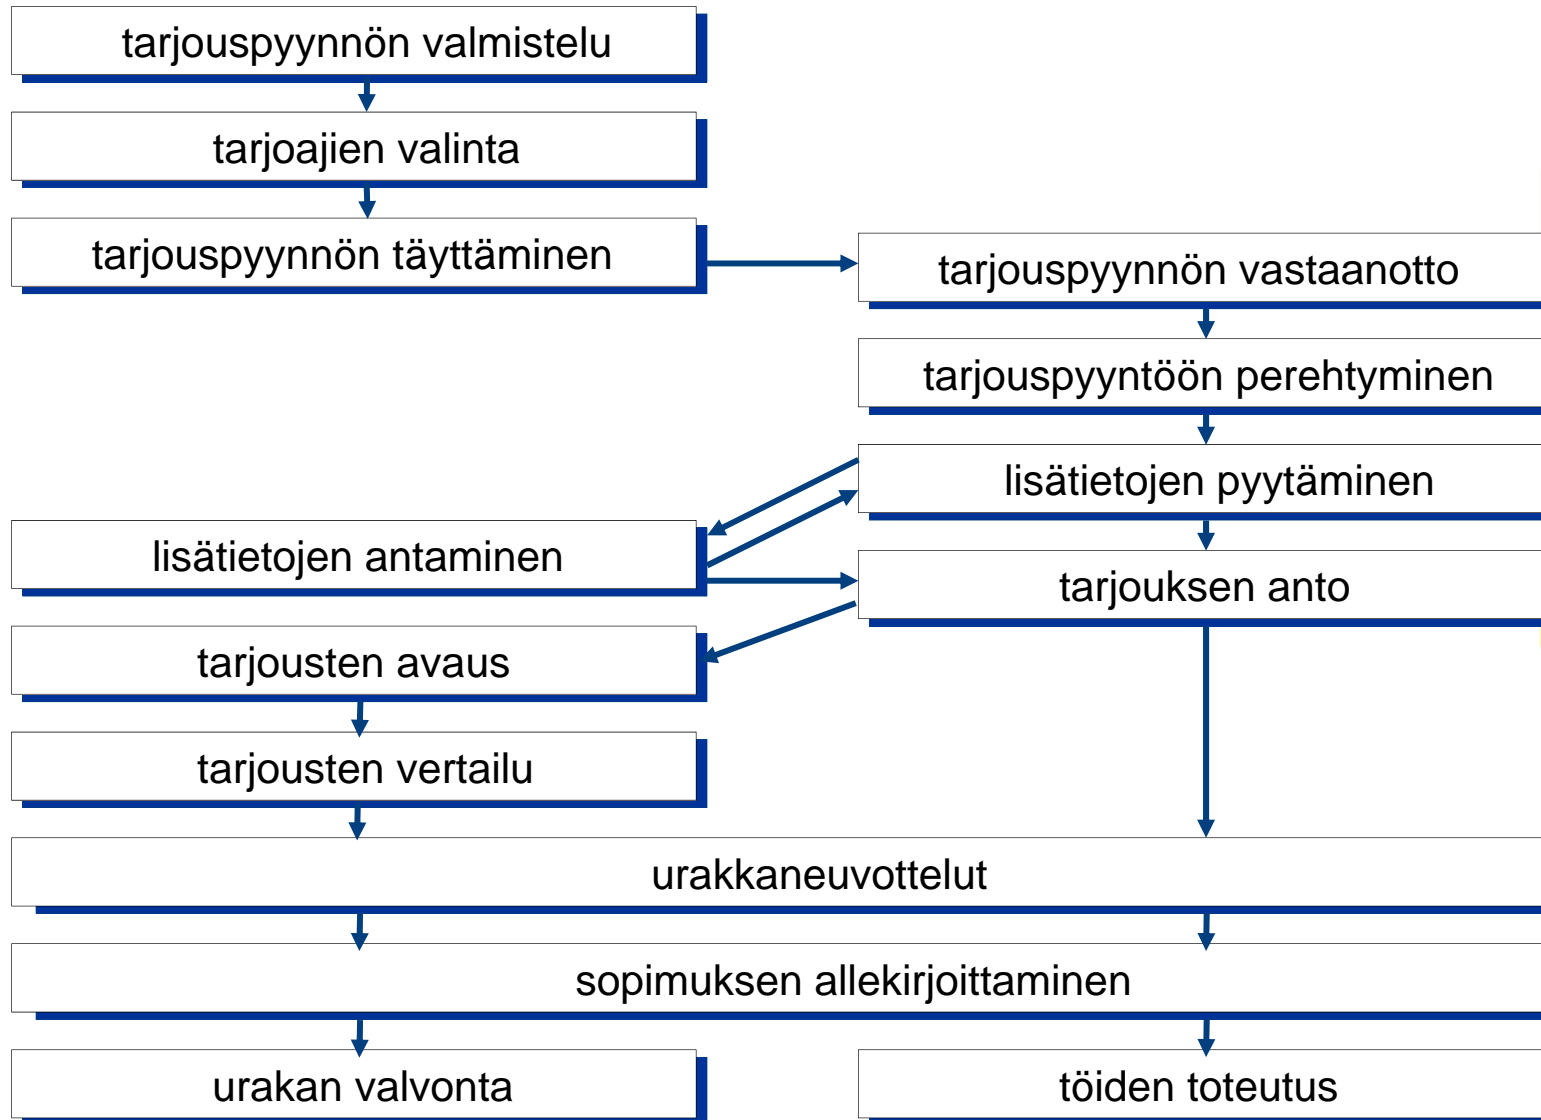 tarjouspyynnön valmistelu
tarjoajien valinta
tarjouspyynnön täyttäminen
tarjouspyynnön vastaanotto
tarjouspyyntöön perehtyminen
lisätietojen pyytäminen
lisätietojen antaminen
tarjouksen anto
tarjousten avaus
tarjousten vertailu
urakkaneuvottelut
sopimuksen allekirjoittaminen
urakan valvonta
töiden toteutus